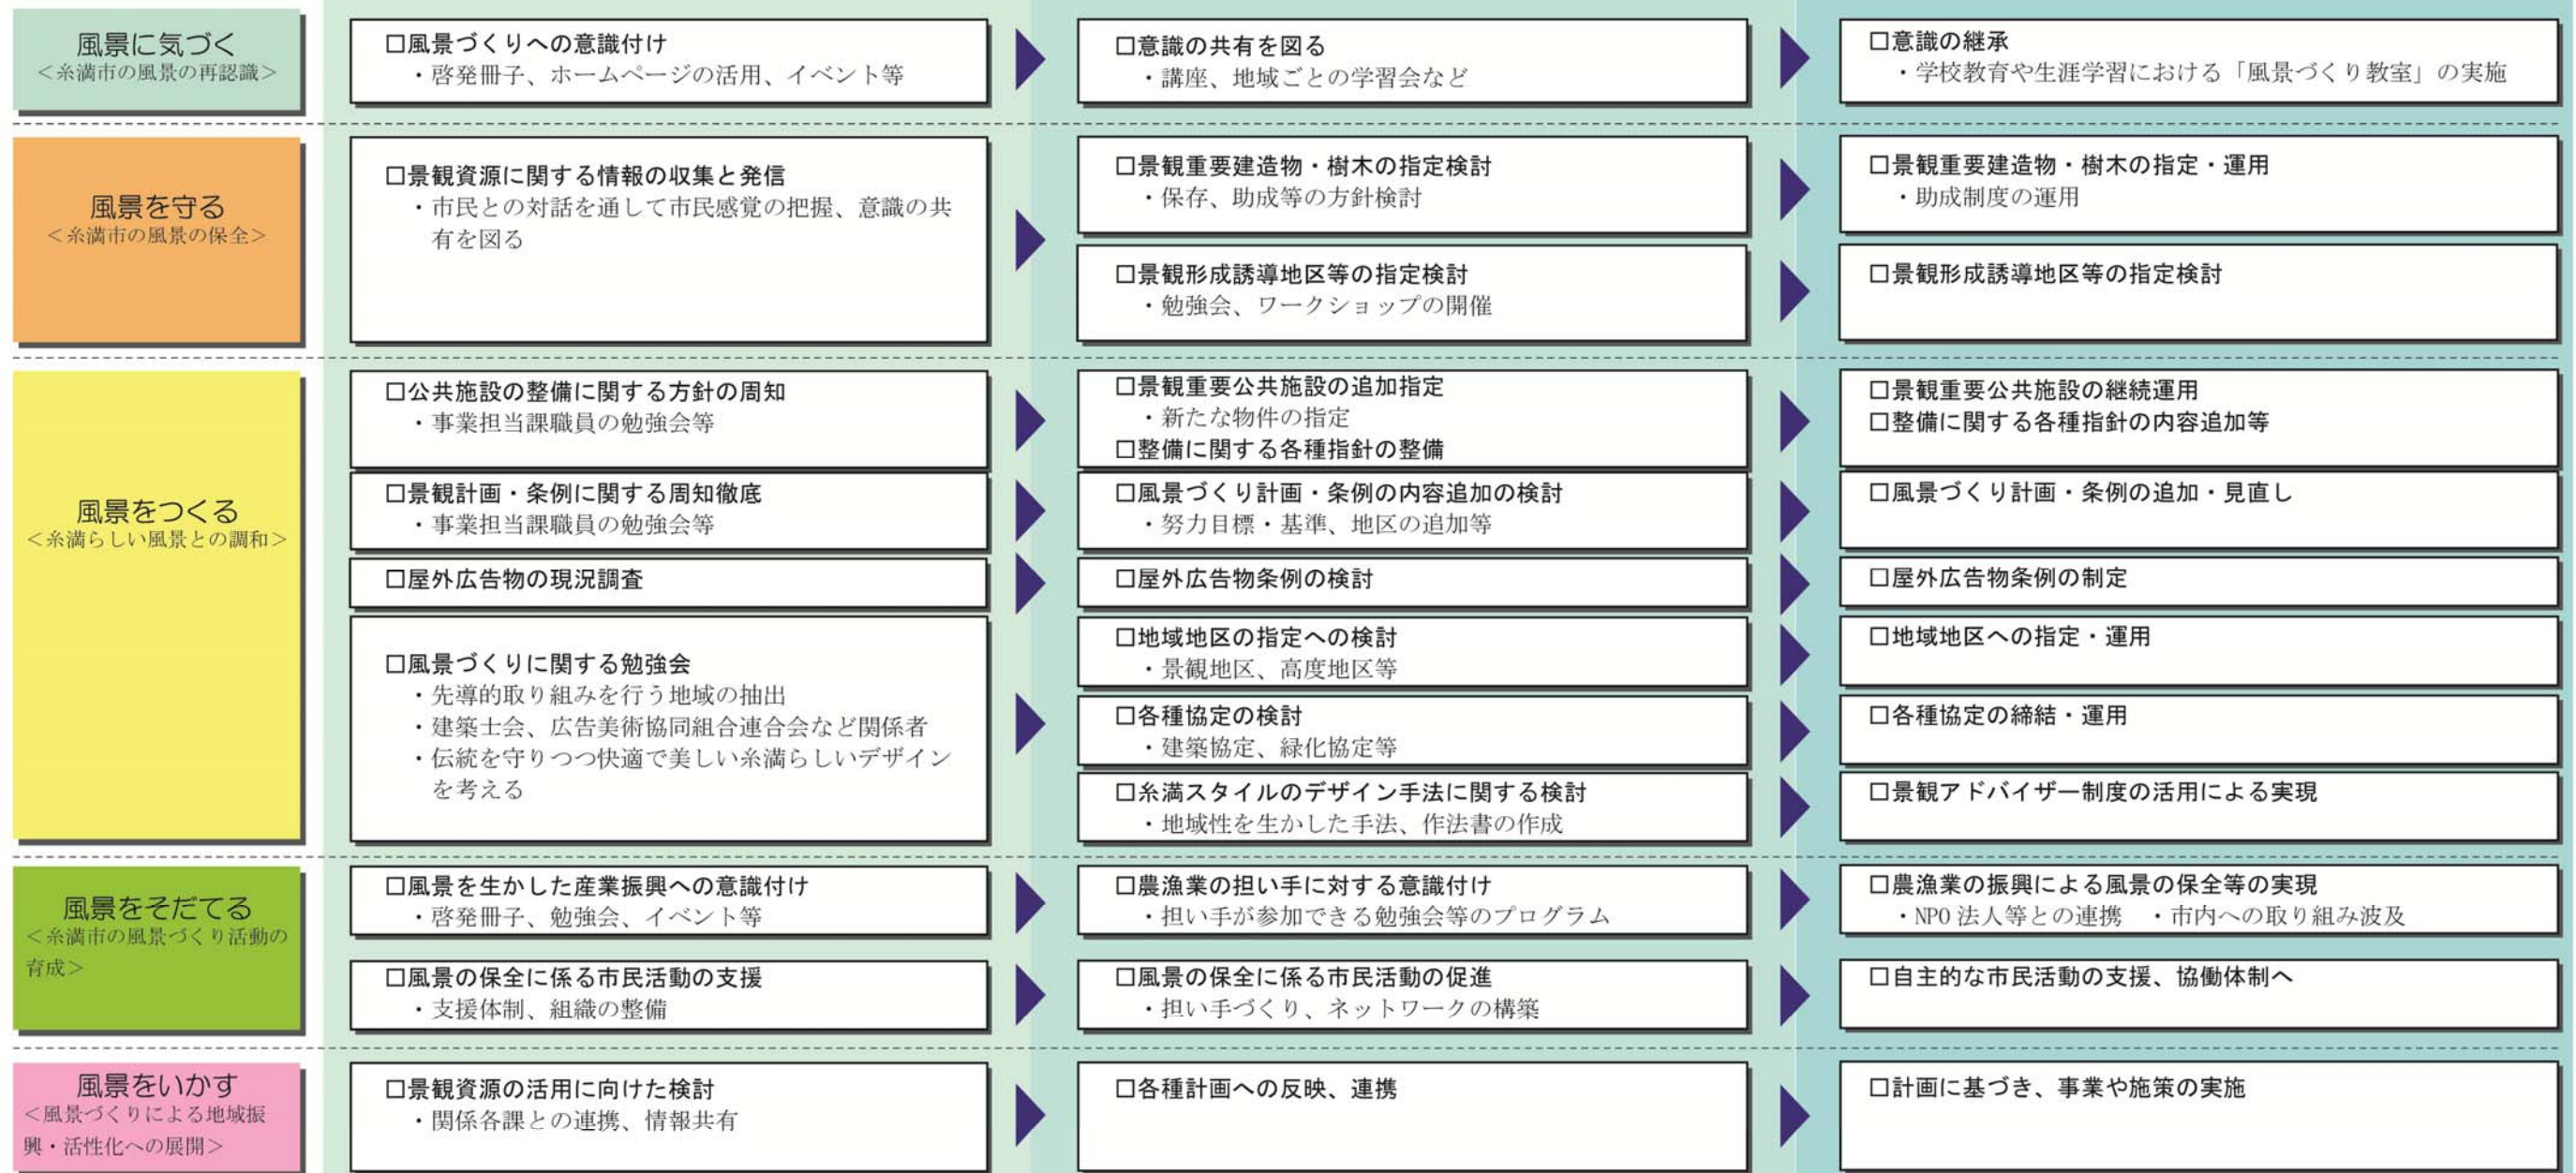 風景に気づく
＜糸満市の風景の再認識＞
□風景づくりへの意識付け
・啓発冊子、ホームページの活用、イベント等
□意識の共有を図る
・講座、地域ごとの学習会など
□意識の継承
・学校教育や生涯学習における「風景づくり教室」の実施
風景を守る
＜糸満市の風景の保全＞
□景観資源に関する情報の収集と発信
・市民との対話を通して市民感覚の把握、意識の共
有を図る
□景観重要建造物・樹木の指定検討
・保存、助成等の方針検討
□景観重要建造物・樹木の指定・運用
・助成制度の運用
□景観形成誘導地区等の指定検討
・勉強会、ワークショップの開催
□景観形成誘導地区等の指定検討
風景をつくる
＜糸満らしい風景との調和＞
□公共施設の整備に関する方針の周知
・事業担当課職員の勉強会等
□景観重要公共施設の追加指定
・新たな物件の指定
□整備に関する各種指針の整備
□景観重要公共施設の継続運用
□整備に関する各種指針の内容追加等
□景観計画・条例に関する周知徹底
・事業担当課職員の勉強会等
□風景づくり計画・条例の内容追加の検討
・努力目標・基準、地区の追加等
□風景づくり計画・条例の追加・見直し
□屋外広告物の現況調査
□屋外広告物条例の検討
□屋外広告物条例の制定
□風景づくりに関する勉強会
・先導的取り組みを行う地域の抽出
・建築士会、広告美術協同組合連合会など関係者
・伝統を守りつつ快適で美しい糸満らしいデザイン
を考える
□地域地区の指定への検討
・景観地区、高度地区等
□地域地区への指定・運用
□各種協定の検討
・建築協定、緑化協定等
□各種協定の締結・運用
□糸満スタイルのデザイン手法に関する検討
・地域性を生かした手法、作法書の作成
□景観アドバイザー制度の活用による実現
風景をそだてる
＜糸満市の風景づくり活動の
育成＞
□風景を生かした産業振興への意識付け
・啓発冊子、勉強会、イベント等
□農漁業の担い手に対する意識付け
・担い手が参加できる勉強会等のプログラム
□農漁業の振興による風景の保全等の実現
・NPO 法人等との連携　・市内への取り組み波及
□風景の保全に係る市民活動の支援
・支援体制、組織の整備
□風景の保全に係る市民活動の促進
・担い手づくり、ネットワークの構築
□自主的な市民活動の支援、協働体制へ
風景をいかす
＜風景づくりによる地域振
興・活性化への展開＞
□景観資源の活用に向けた検討
・関係各課との連携、情報共有
□各種計画への反映、連携
□計画に基づき、事業や施策の実施